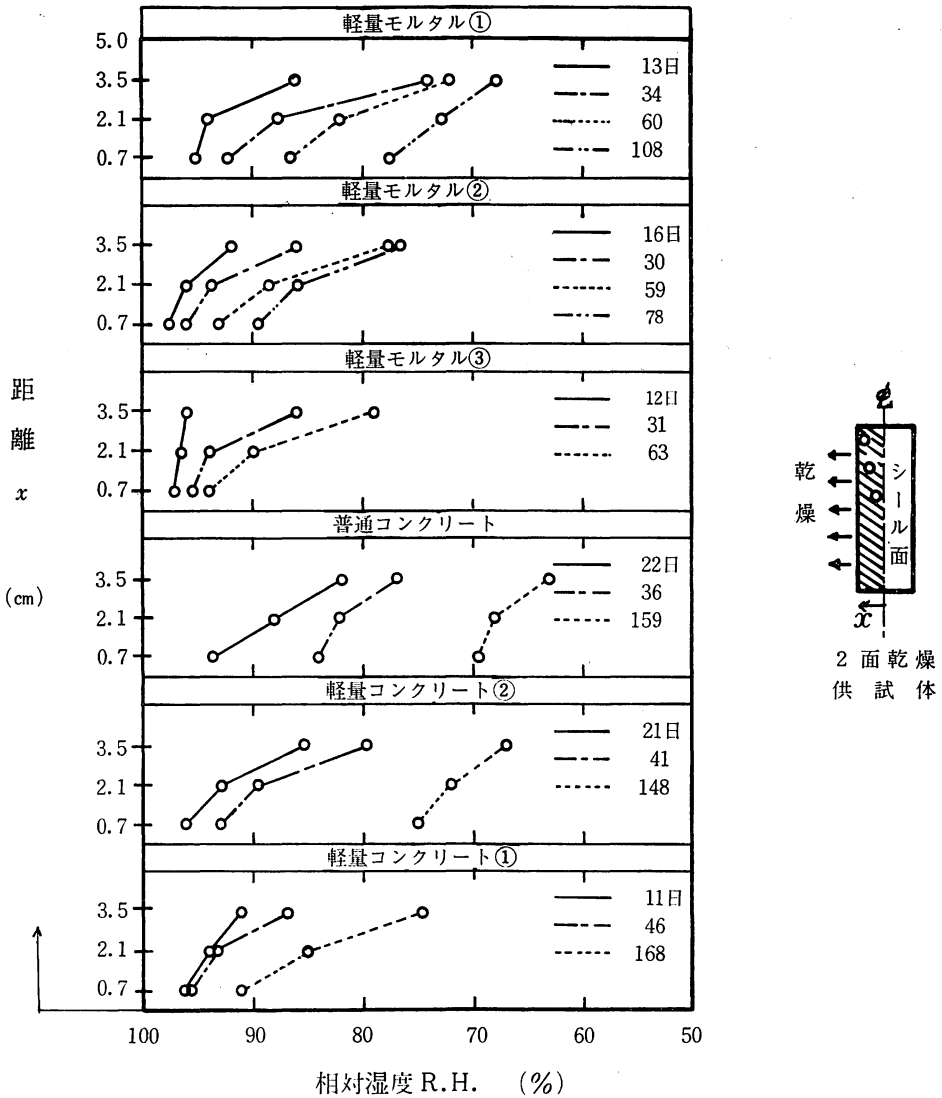 軽量モルタル①
5.0
3.5
2.1
0.7
13日
34
60
108
軽量モルタル②
3.5
2.1
0.7
16日
30
59
78
軽量モルタル③
3.5
2.1
0.7
12日
31
63
普通コンクリート
3.5
2.1
0.7
22日
36
159
軽量コンクリート②
3.5
2.1
0.7
21日
41
148
軽量コンクリート①
3.5
2.1
0.7
11日
46
168
100 90 80 70 60 50
相対湿度 R.H. (%)
距離 x (cm)
乾燥
シール面
x
2面乾燥
供試体